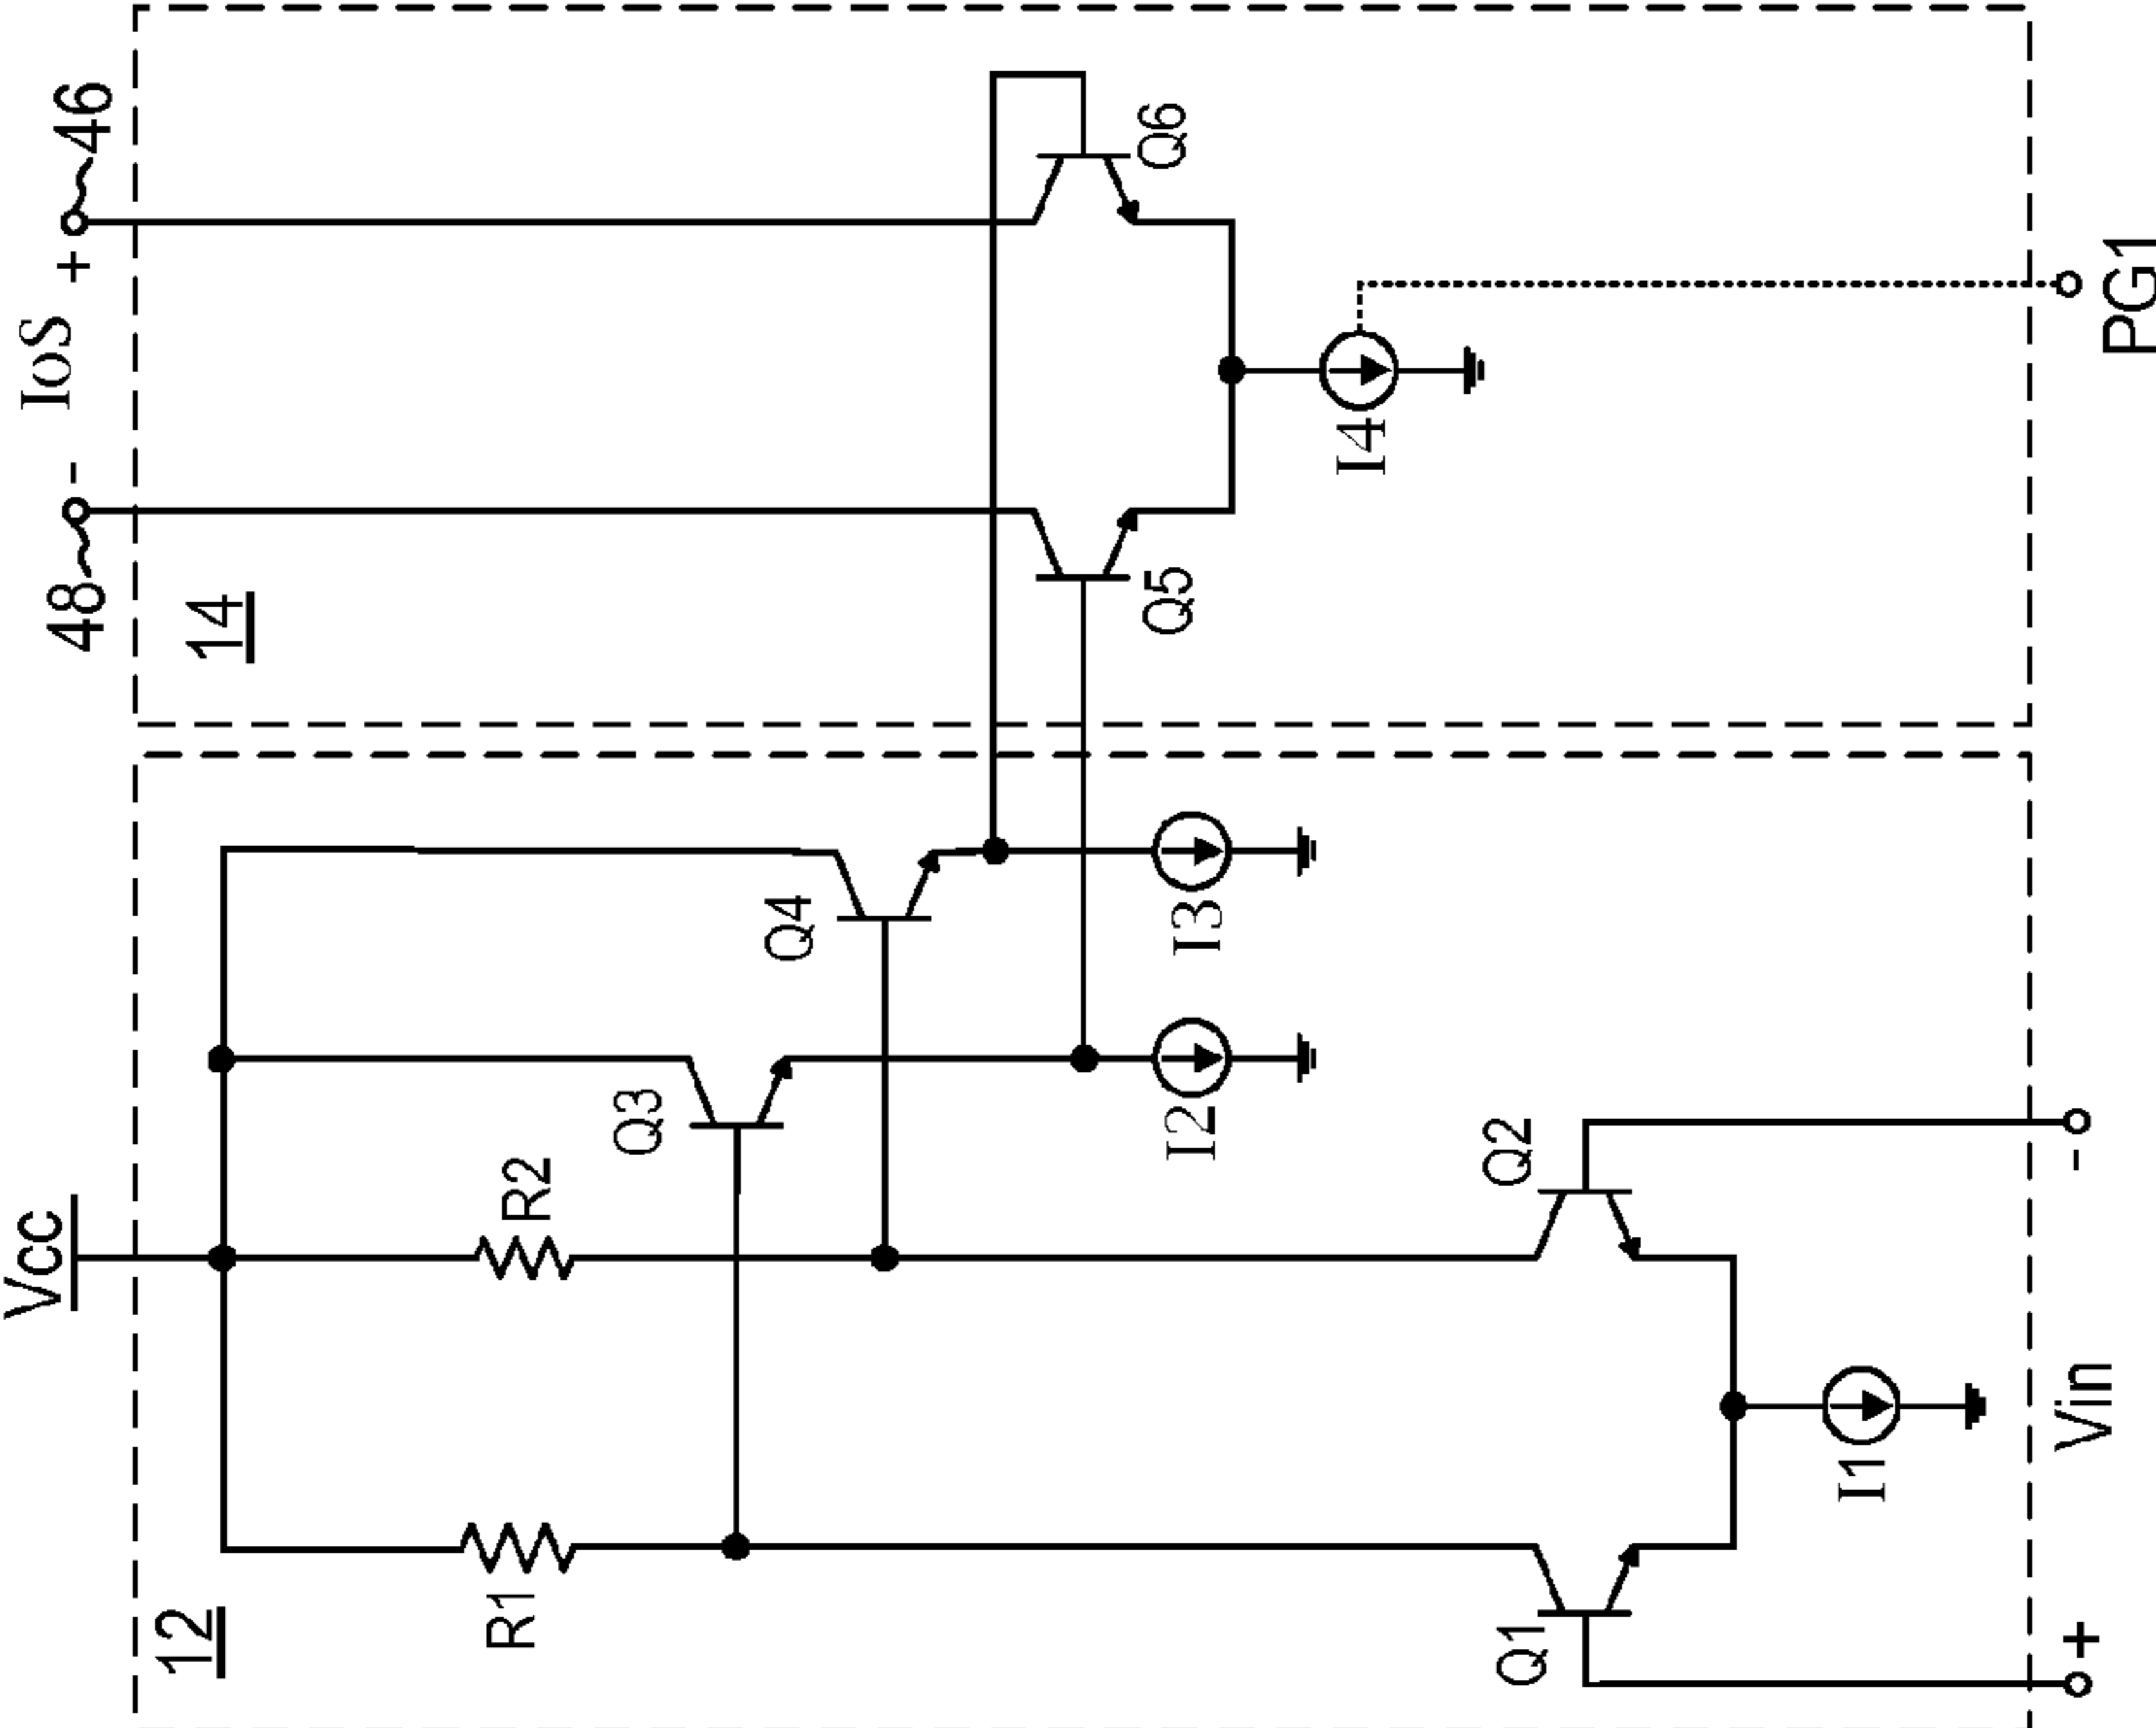 Vcc
48
-
IoS
+
46
12
14
R1
R2
Q3
Q4
Q5
Q6
I2
I3
I4
Q1
Q2
I1
+
Vin
-
PG1